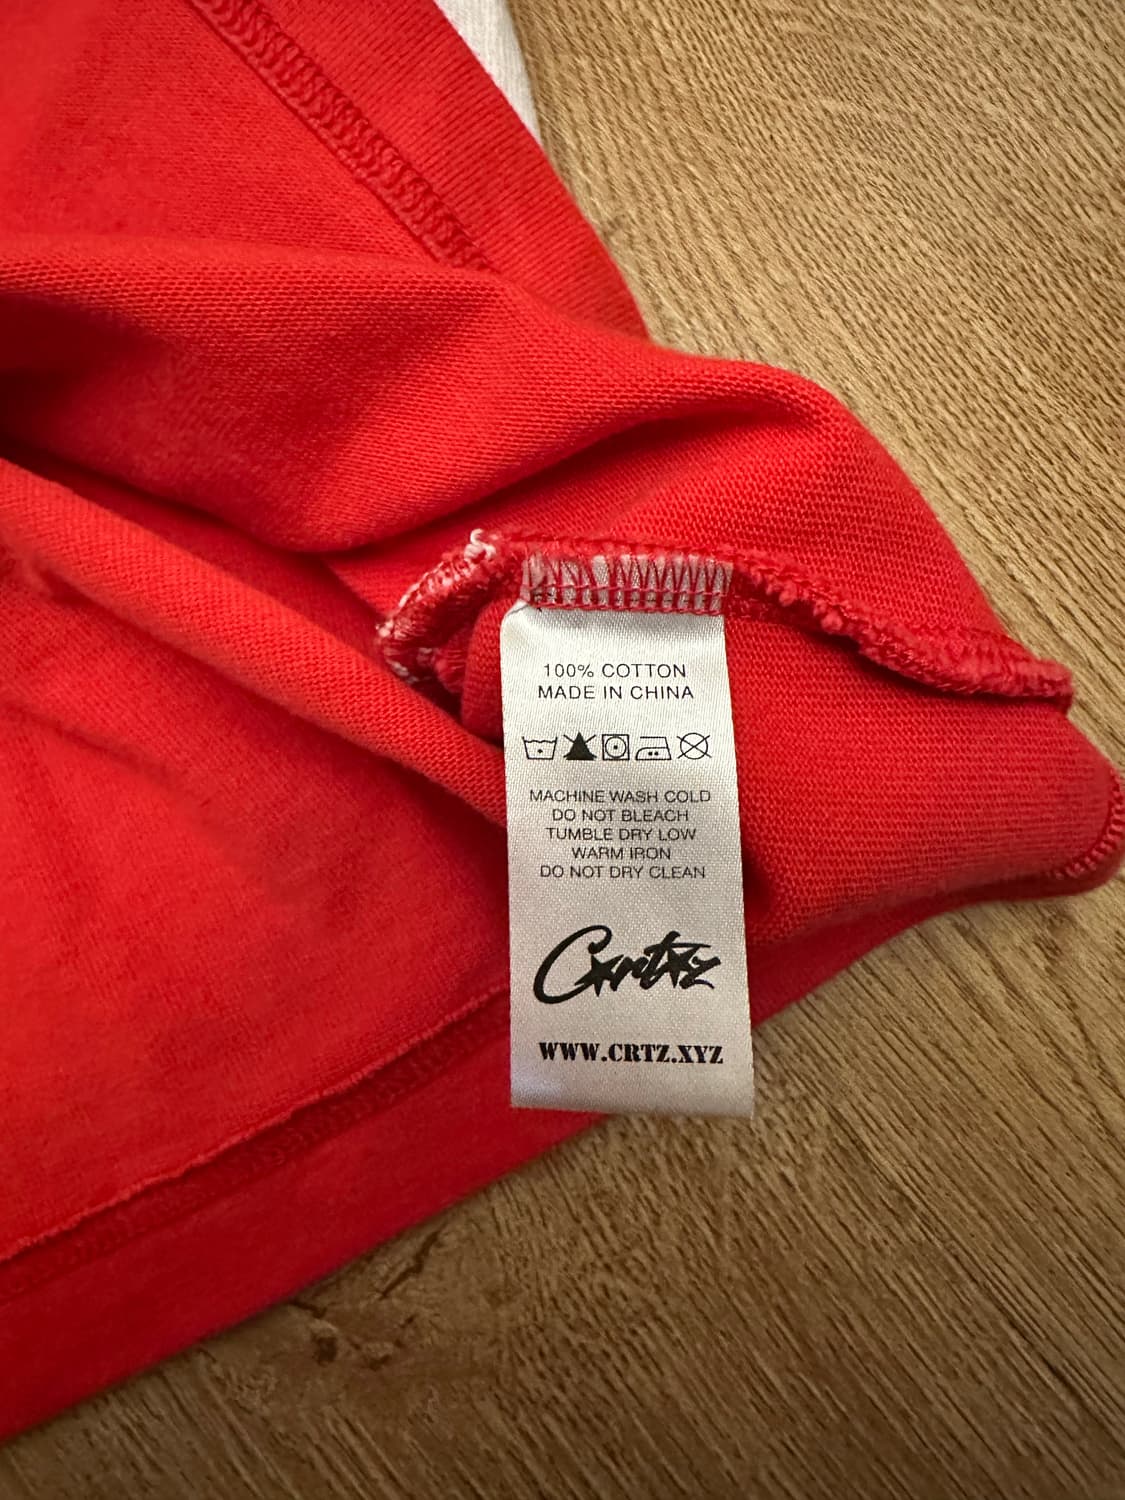 100% COTTON
MADE IN CHINA
MACHINE WASH COLD
DO NOT BLEACH
TUMBLE DRY LOW
WARM IRON
DO NOT DRY CLEAN
Crtz
WWW.CRTZ.XYZ